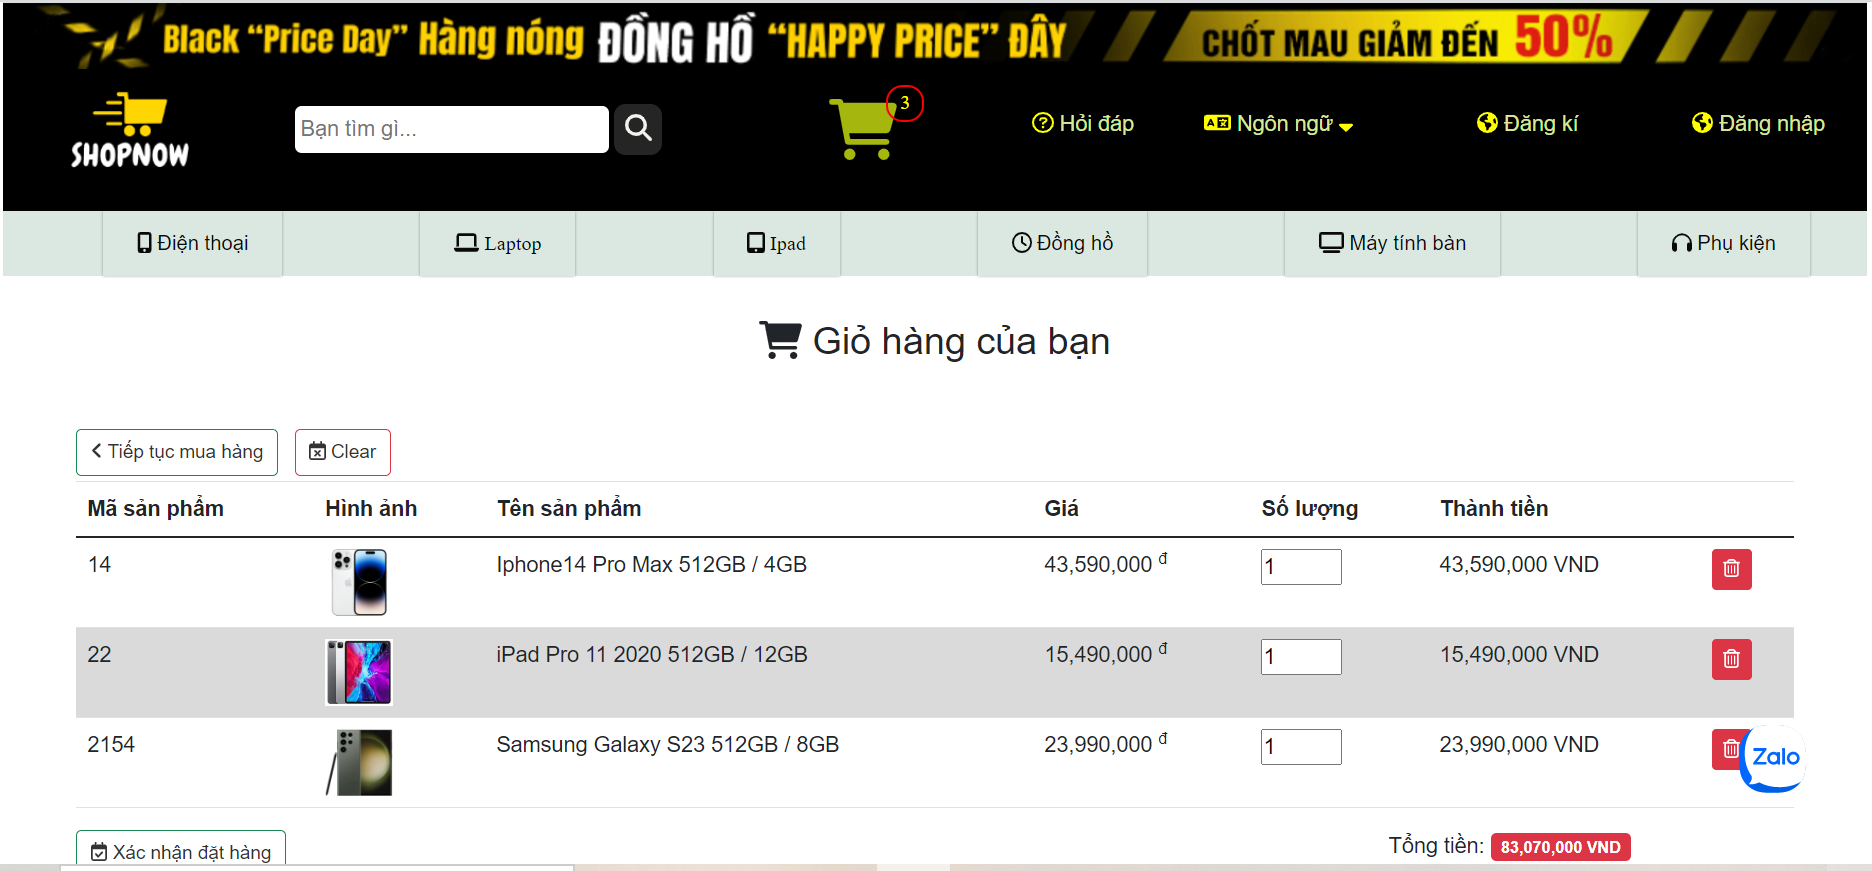 Black “Price Day” Hàng nóng ĐỒNG HỒ “HAPPY PRICE” ĐÂY CHỐT MAU GIẢM ĐẾN 50%
SHOPNOW
Bạn tìm gì...
3
Hỏi đáp
Ngôn ngữ
Đăng kí
Đăng nhập
Điện thoại
Laptop
Ipad
Đồng hồ
Máy tính bàn
Phụ kiện
Giỏ hàng của bạn
Tiếp tục mua hàng
Clear
Mã sản phẩm Hình ảnh Tên sản phẩm Giá Số lượng Thành tiền
14 Iphone14 Pro Max 512GB / 4GB 43,590,000 đ 1 43,590,000 VND
22 iPad Pro 11 2020 512GB / 12GB 15,490,000 đ 1 15,490,000 VND
2154 Samsung Galaxy S23 512GB / 8GB 23,990,000 đ 1 23,990,000 VND
Zalo
Xác nhận đặt hàng
Tổng tiền: 83,070,000 VND